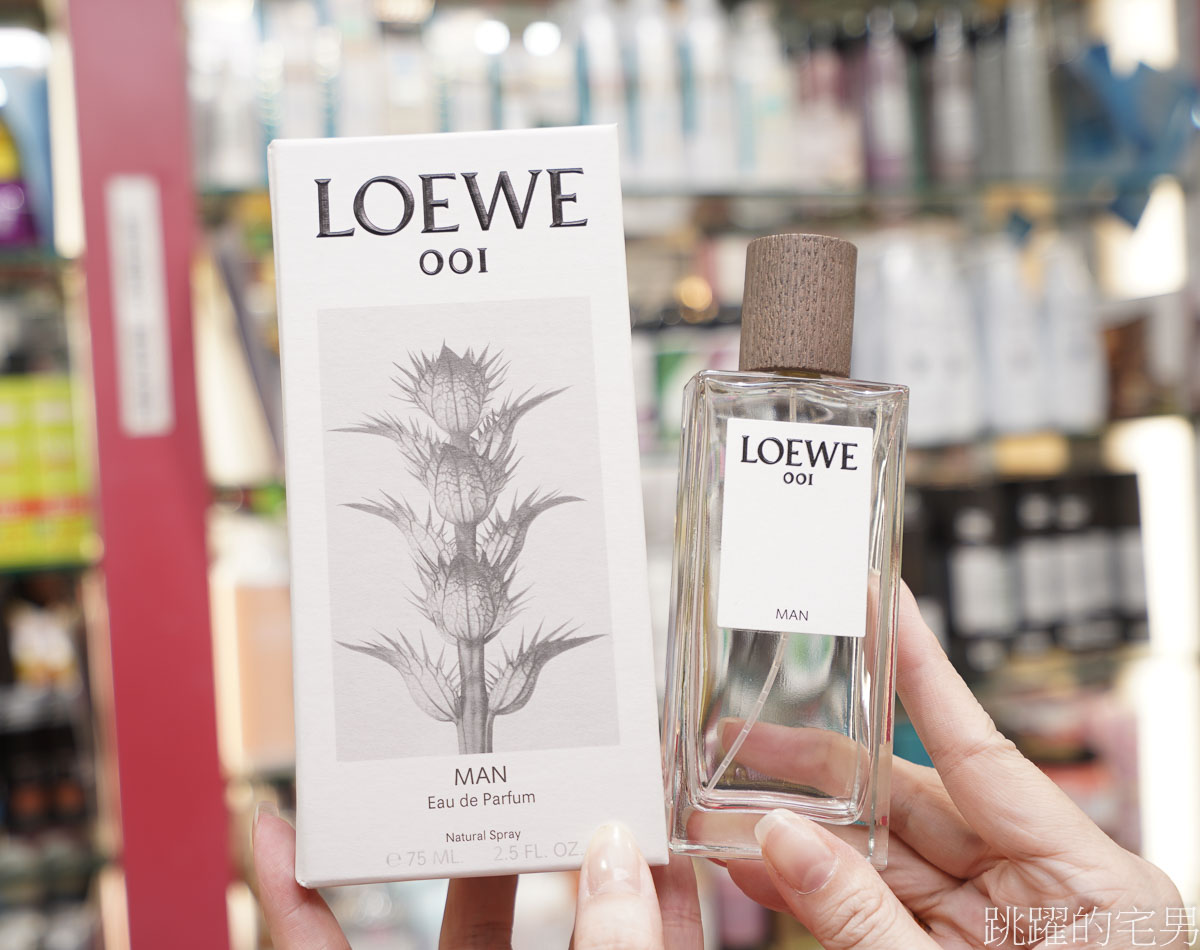 LOEWE
001
MAN
Eau de Parfum
Natural Spray
℮ 75 ML. 2.5 FL. OZ.
LOEWE
001
MAN
跳躍的宅男